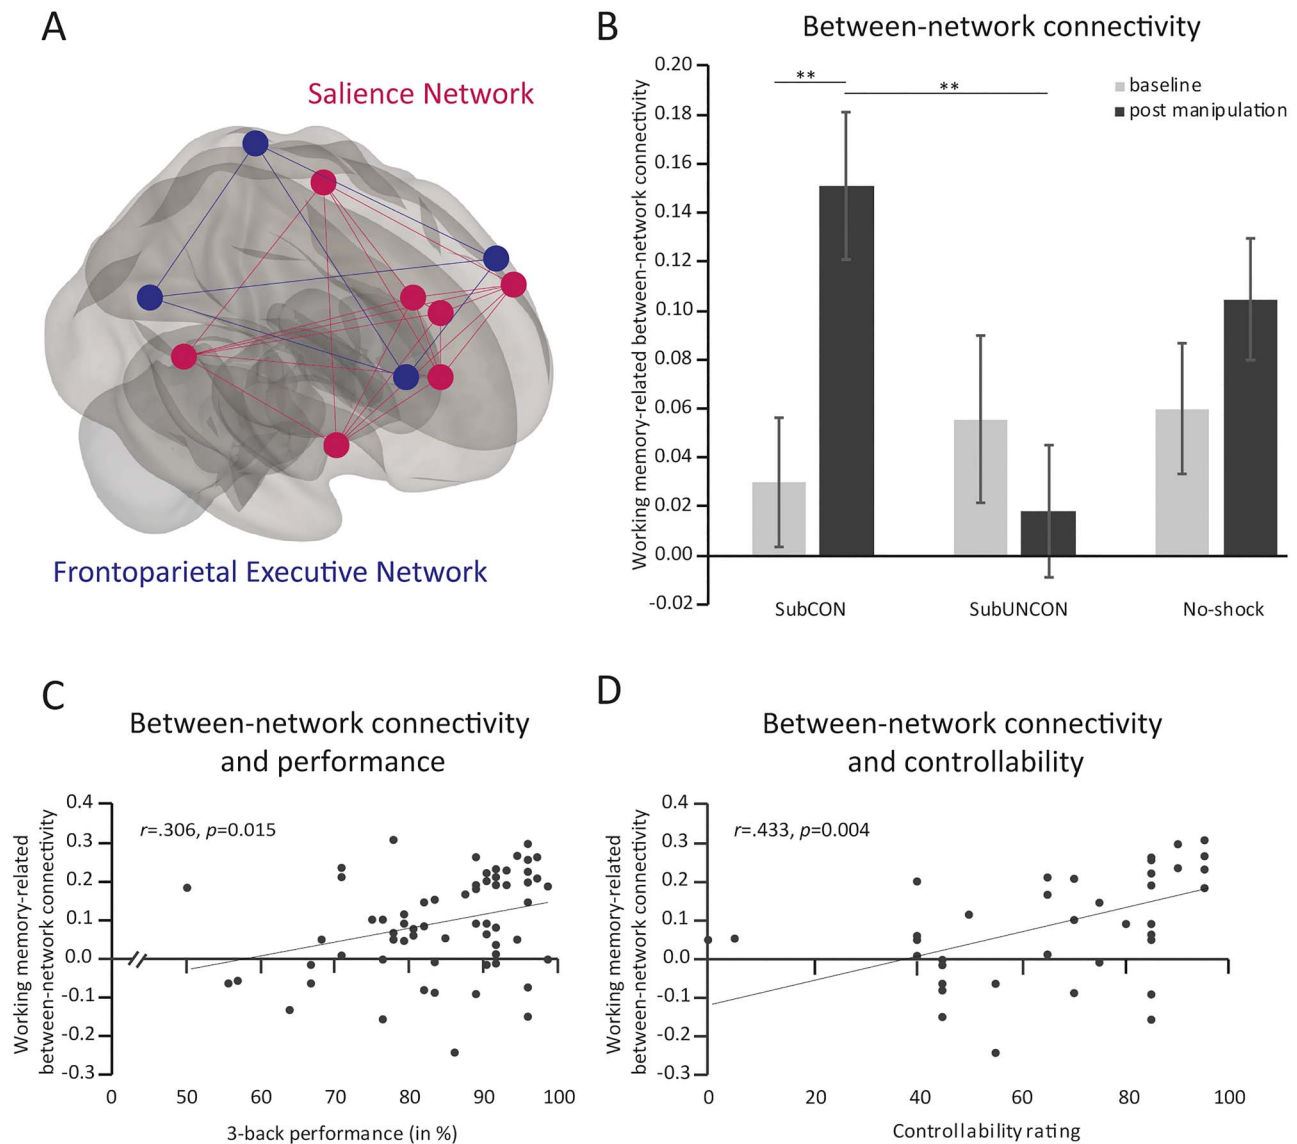 A
Salience Network
Frontoparietal Executive Network
B
Between-network connectivity
Working memory-related between-network connectivity
0.20
0.18
0.16
0.14
0.12
0.10
0.08
0.06
0.04
0.02
0.00
-0.02
**
**
baseline
post manipulation
SubCON
SubUNCON
No-shock
C
Between-network connectivity
and performance
Working memory-related
between-network connectivity
0.4
0.3
0.2
0.1
0.0
-0.1
-0.2
-0.3
r=.306, p=0.015
0
50
60
70
80
90
100
3-back performance (in %)
D
Between-network connectivity
and controllability
Working memory-related
between-network connectivity
0.4
0.3
0.2
0.1
0.0
-0.1
-0.2
-0.3
r=.433, p=0.004
0
20
40
60
80
100
Controllability rating